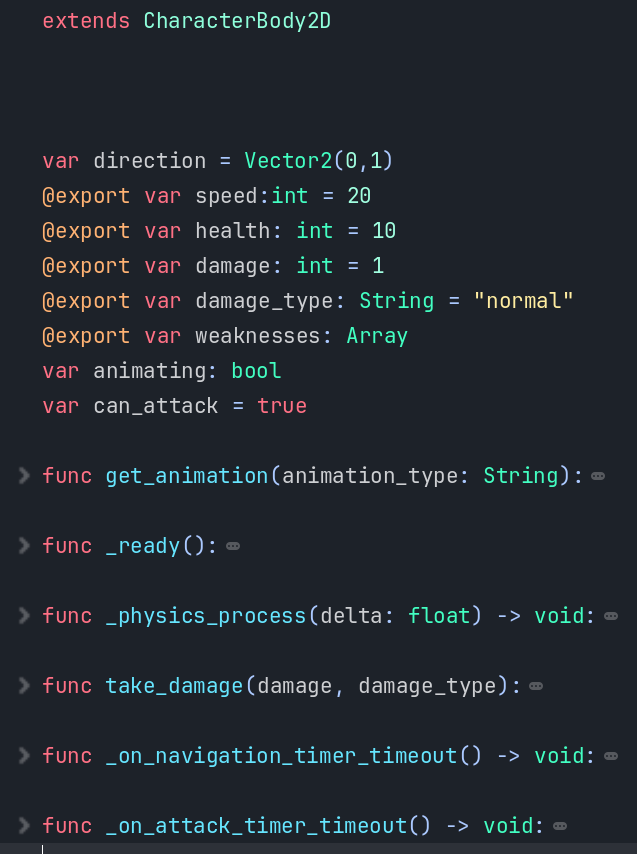 extends CharacterBody2D
var direction = Vector2(0,1)
@export var speed:int = 20
@export var health: int = 10
@export var damage: int = 1
@export var damage_type: String = "normal"
@export var weaknesses: Array
var animating: bool
var can_attack = true
func get_animation(animation_type: String):
func _ready():
func _physics_process(delta: float) -> void:
func take_damage(damage, damage_type):
func _on_navigation_timer_timeout() -> void:
func _on_attack_timer_timeout() -> void: